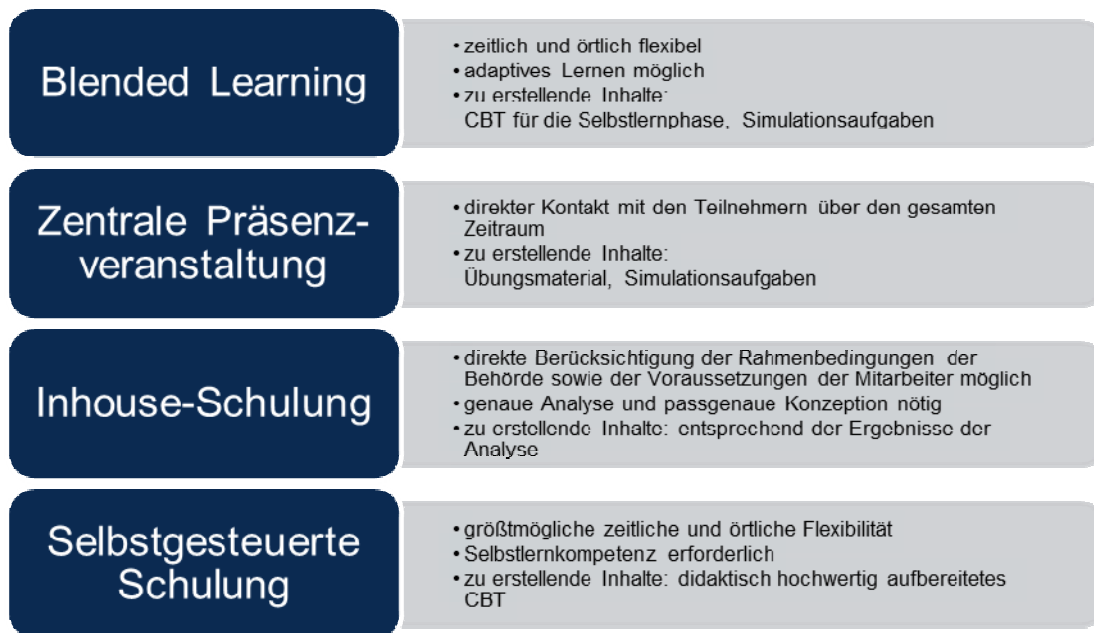 Blended Learning
• zeitlich und örtlich flexibel
• adaptives Lernen möglich
• zu erstellende Inhalte:
CBT für die Selbstlernphase, Simulationsaufgaben
Zentrale Präsenz-
veranstaltung
• direkter Kontakt mit den Teilnehmern über den gesamten
Zeitraum
• zu erstellende Inhalte:
Übungsmaterial, Simulationsaufgaben
Inhouse-Schulung
• direkte Berücksichtigung der Rahmenbedingungen der
Behörde sowie der Voraussetzungen der Mitarbeiter möglich
• genaue Analyse und passgenaue Konzeption nötig
• zu erstellende Inhalte: entsprechend der Ergebnisse der
Analyse
Selbstgesteuerte
Schulung
• größtmögliche zeitliche und örtliche Flexibilität
• Selbstlernkompetenz erforderlich
• zu erstellende Inhalte: didaktisch hochwertig aufbereitetes
CBT